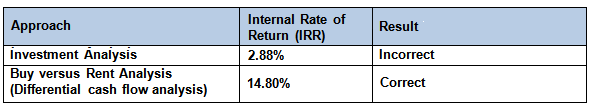 Approach Internal Rate of Return (IRR) Result
Investment Analysis 2.88% Incorrect
Buy versus Rent Analysis
(Differential cash flow analysis) 14.80% Correct